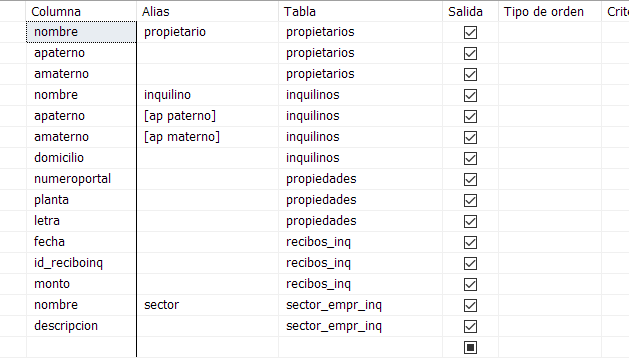 Columna Alias Tabla Salida Tipo de orden Crite
nombre propietario propietarios
apaterno propietarios
amaterno propietarios
nombre inquilino inquilinos
apaterno [ap paterno] inquilinos
amaterno [ap materno] inquilinos
domicilio inquilinos
numeroportal propiedades
planta propiedades
letra propiedades
fecha recibos_inq
id_reciboinq recibos_inq
monto recibos_inq
nombre sector sector_empr_inq
descripcion sector_empr_inq